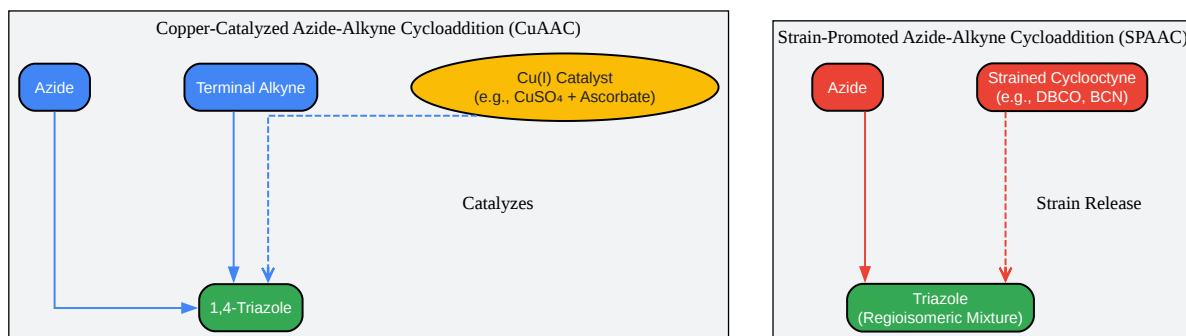 Copper-Catalyzed Azide-Alkyne Cycloaddition (CuAAC)
Azide
Terminal Alkyne
Cu(I) Catalyst
(e.g., CuSO₄ + Ascorbate)
Catalyzes
1,4-Triazole
Strain-Promoted Azide-Alkyne Cycloaddition (SPAAC)
Azide
Strained Cyclooctyne
(e.g., DBCO, BCN)
Strain Release
Triazole
(Regioisomeric Mixture)